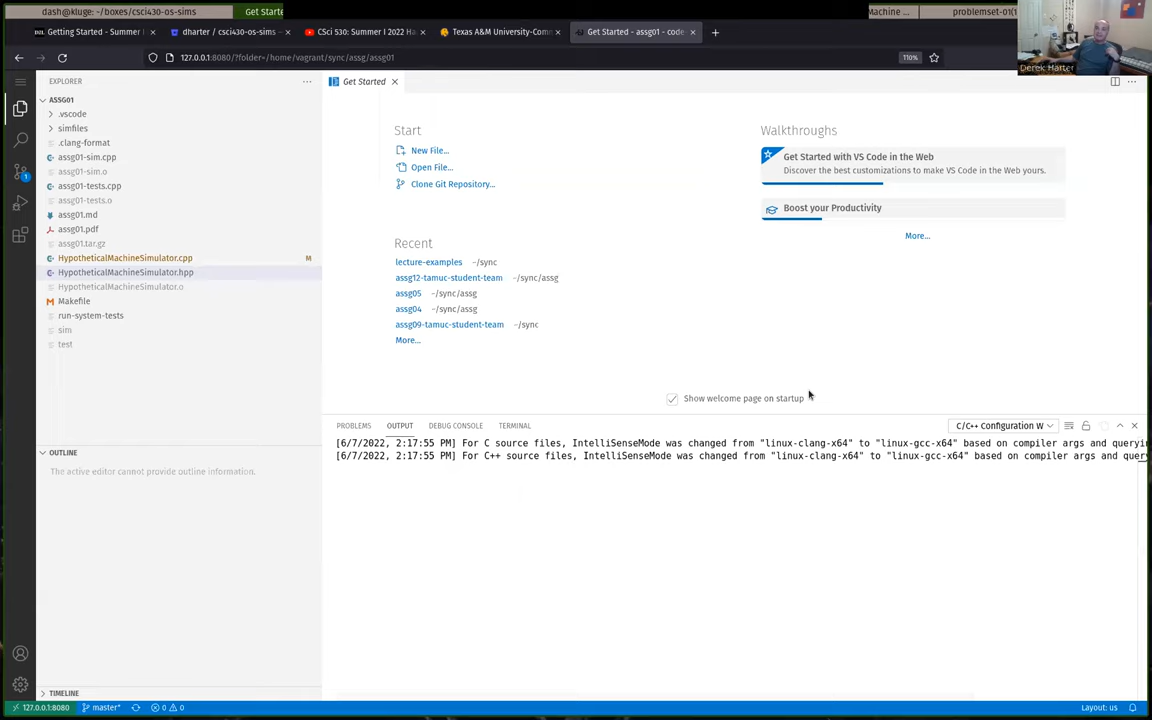 dash@kluge: ~/boxes/csci430-os-sims
Get Starte
Machine ...
problemset-01(1
Getting Started - Summer I
dharter / csci430-os-sims —
CSci 530: Summer I 2022 Ha
Texas A&M University-Com
Get Started - assg01 - code-
127.0.0.1:8080/?folder=/home/vagrant/sync/assg/assg01
110%
Derek Harter
EXPLORER
Get Started
ASSG01
.vscode
simfiles
.clang-format
assg01-sim.cpp
assg01-sim.o
assg01-tests.cpp
assg01-tests.o
assg01.md
assg01.pdf
assg01.tar.gz
HypotheticalMachineSimulator.cpp M
HypotheticalMachineSimulator.hpp
HypotheticalMachineSimulator.o
Makefile
run-system-tests
sim
test
Start
New File...
Open File...
Clone Git Repository...
Recent
lecture-examples ~/sync
assg12-tamuc-student-team ~/sync/assg
assg05 ~/sync/assg
assg04 ~/sync/assg
assg09-tamuc-student-team ~/sync
More...
Walkthroughs
Get Started with VS Code in the Web
Discover the best customizations to make VS Code in the Web yours.
Boost your Productivity
More...
Show welcome page on startup
PROBLEMS OUTPUT DEBUG CONSOLE TERMINAL
C/C++ Configuration W
[6/7/2022, 2:17:55 PM] For C source files, IntelliSenseMode was changed from "linux-clang-x64" to "linux-gcc-x64" based on compiler args and queryin
[6/7/2022, 2:17:55 PM] For C++ source files, IntelliSenseMode was changed from "linux-clang-x64" to "linux-gcc-x64" based on compiler args and query
OUTLINE
The active editor cannot provide outline information.
TIMELINE
127.0.0.1:8080 master* 0 0
Layout: us